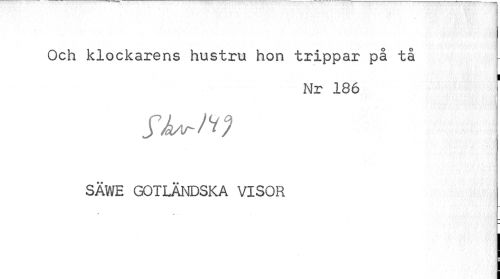 Och klockarens hustru hon trippar på tå
Nr 186
Skv 149
SÄWE GOTLÄNDSKA VISOR